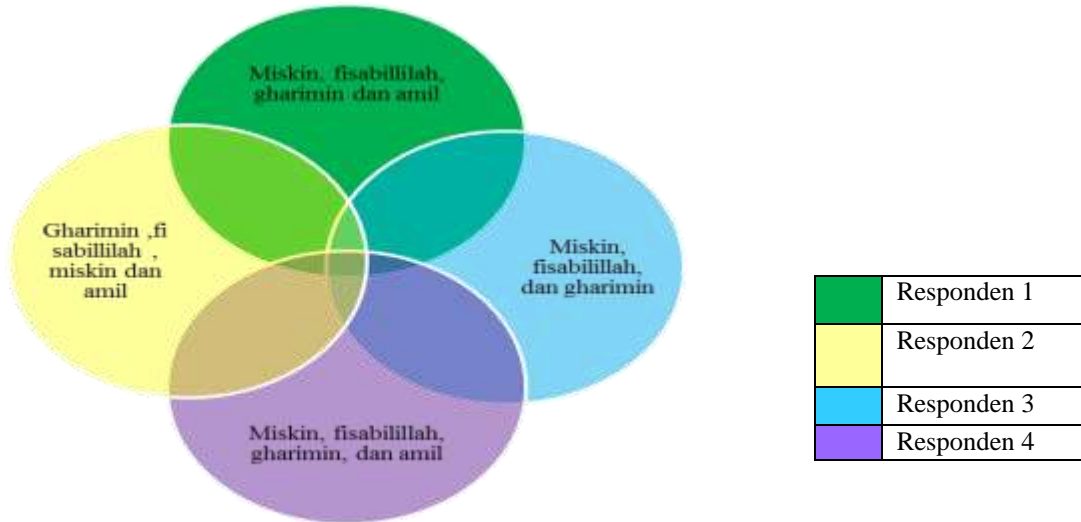 Miskin, fisabillilah,
gharimin dan amil
Gharimin ,fi
sabillilah ,
miskin dan
amil
Miskin,
fisabilillah,
dan gharimin
Miskin, fisabilillah,
gharimin, dan amil
Responden 1
Responden 2
Responden 3
Responden 4